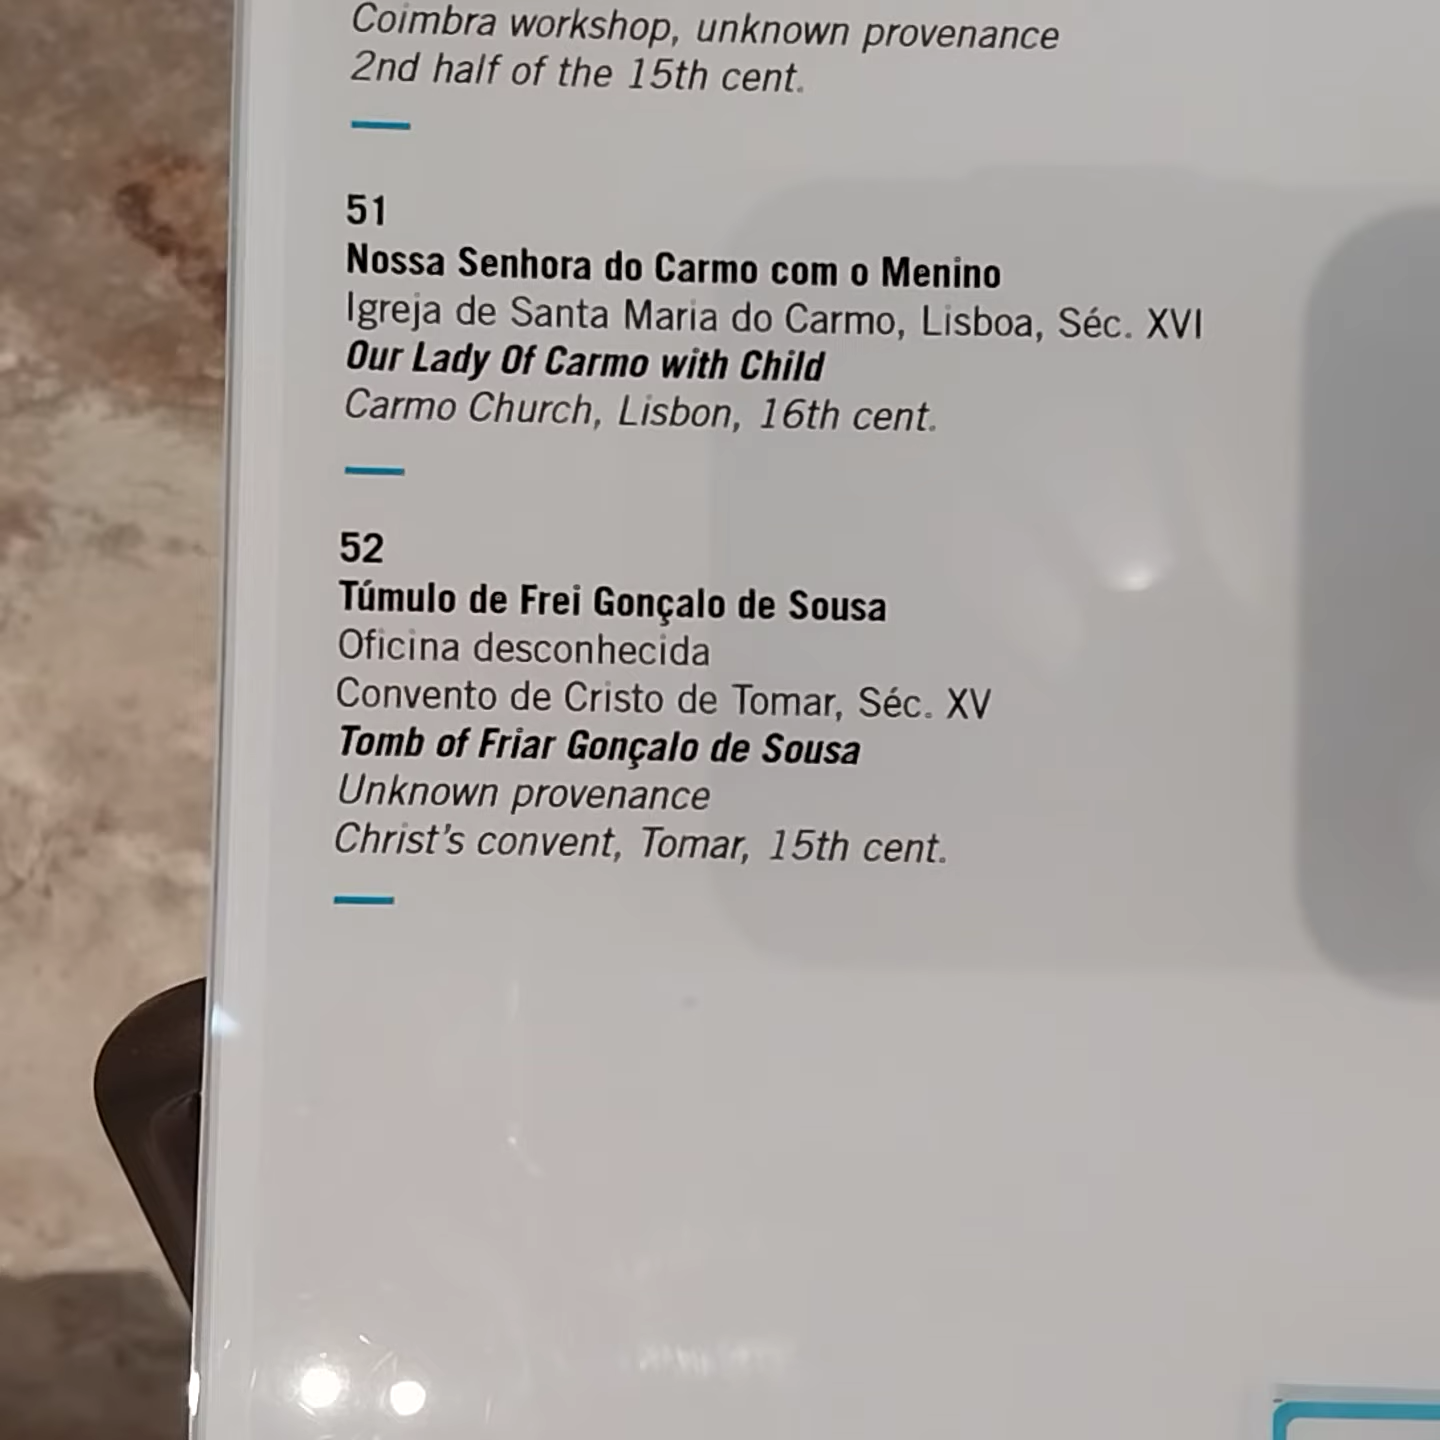 Coimbra workshop, unknown provenance
2nd half of the 15th cent.
51
Nossa Senhora do Carmo com o Menino
Igreja de Santa Maria do Carmo, Lisboa, Séc. XVI
Our Lady Of Carmo with Child
Carmo Church, Lisbon, 16th cent.
52
Túmulo de Frei Gonçalo de Sousa
Oficina desconhecida
Convento de Cristo de Tomar, Séc. XV
Tomb of Friar Gonçalo de Sousa
Unknown provenance
Christ's convent, Tomar, 15th cent.